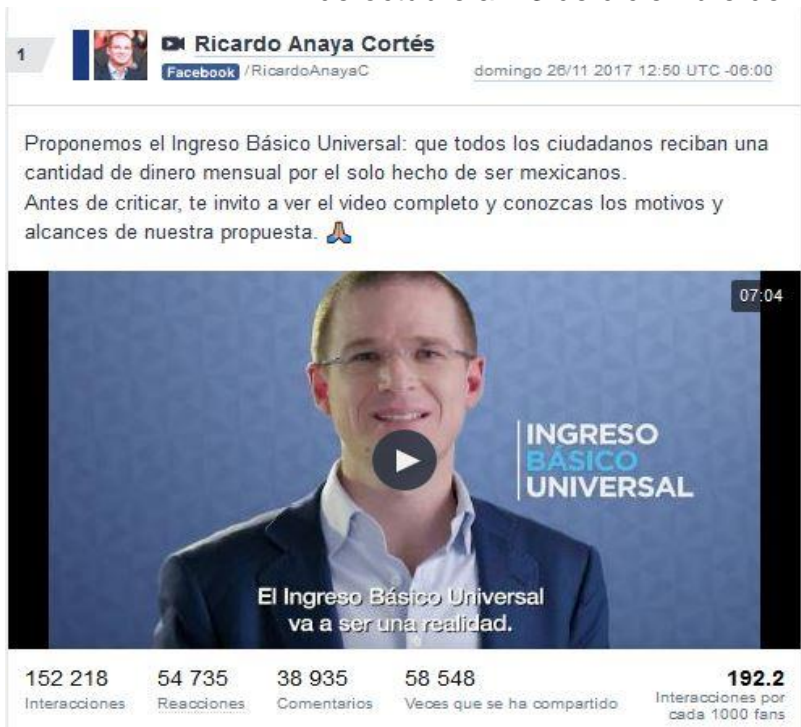 1
Ricardo Anaya Cortés
Facebook /RicardoAnayaC
domingo 26/11 2017 12:50 UTC -06:00
Proponemos el Ingreso Básico Universal: que todos los ciudadanos reciban una
cantidad de dinero mensual por el solo hecho de ser mexicanos.
Antes de criticar, te invito a ver el video completo y conozcas los motivos y
alcances de nuestra propuesta. 🙏🏽
07:04
INGRESO
BÁSICO
UNIVERSAL
El Ingreso Básico Universal
va a ser una realidad.
152 218 54 735 38 935 58 548 192.2
Interacciones Reacciones Comentarios Veces que se ha compartido Interacciones por
cada 1000 fans